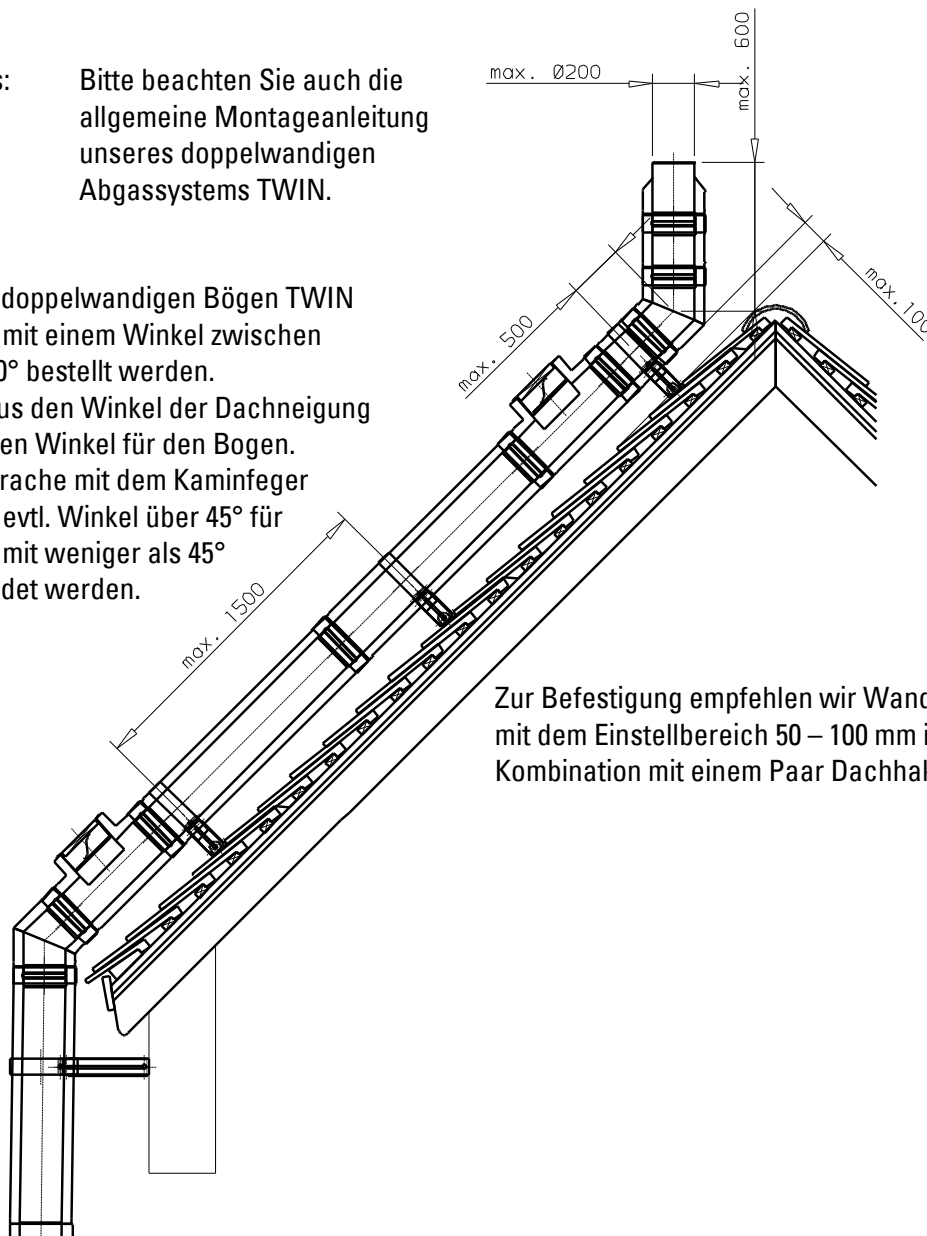 s: Bitte beachten Sie auch die
allgemeine Montageanleitung
unseres doppelwandigen
Abgassystems TWIN.
max. Ø200
max. 600
max. 100
max. 500
doppelwandigen Bögen TWIN
mit einem Winkel zwischen
0° bestellt werden.
us den Winkel der Dachneigung
en Winkel für den Bogen.
rache mit dem Kaminfeger
evtl. Winkel über 45° für
mit weniger als 45°
det werden.
max. 1500
Zur Befestigung empfehlen wir Wand
mit dem Einstellbereich 50 – 100 mm i
Kombination mit einem Paar Dachhak